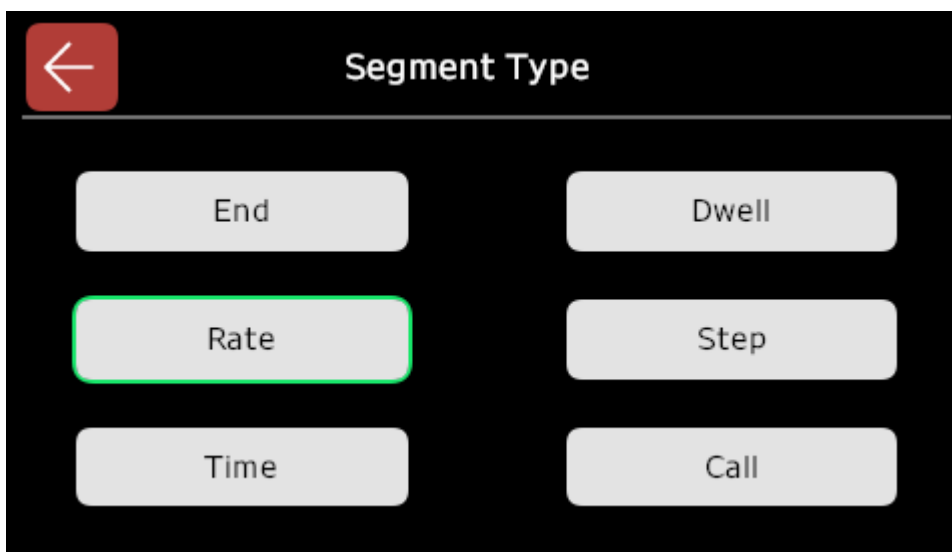 Segment Type
End
Dwell
Rate
Step
Time
Call